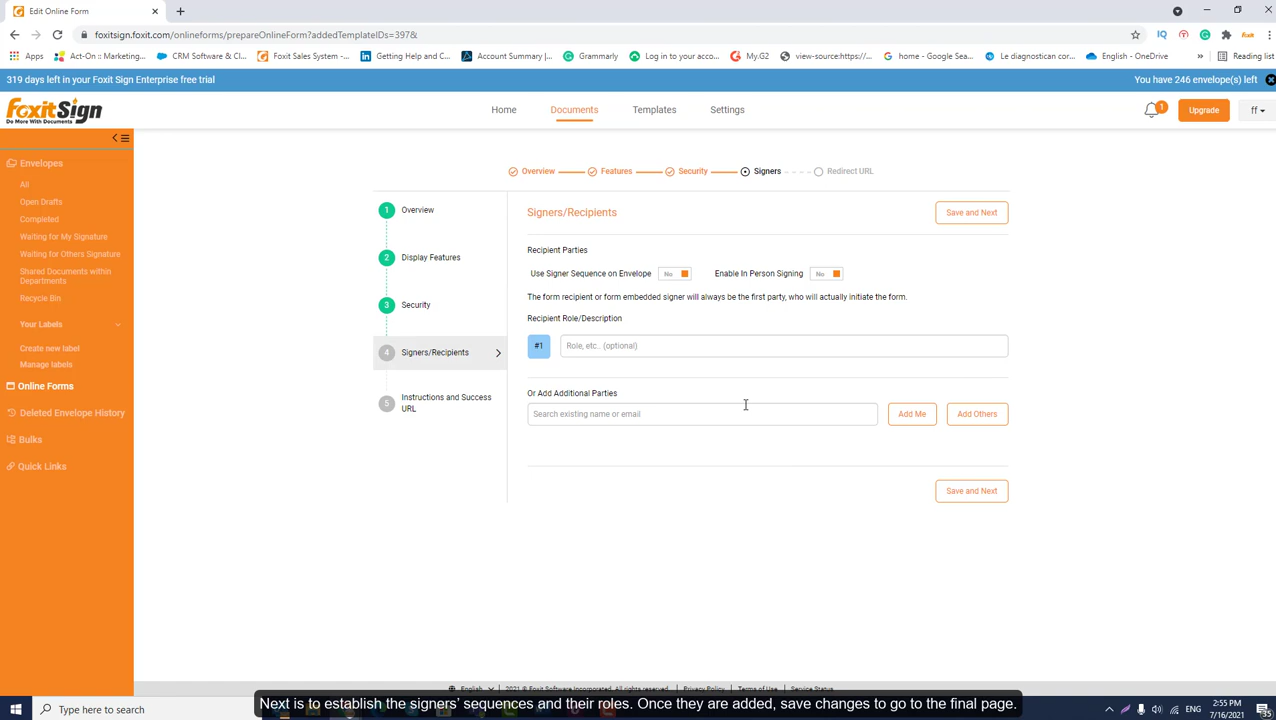 Edit Online Form
foxitsign.foxit.com/onlineforms/prepareOnlineForm?addedTemplateIDs=397&
Apps
Act-On :: Marketing...
CRM Software & Cl...
Foxit Sales System -...
Getting Help and C...
Account Summary |...
Grammarly
Log in to your acco...
My.G2
view-source:https:/...
home - Google Sea...
Le diagnostican cor...
English - OneDrive
Reading list
319 days left in your Foxit Sign Enterprise free trial
You have 246 envelope(s) left
foxitSign
Do More With Documents
Home
Documents
Templates
Settings
1
Upgrade
ff
Envelopes
All
Open Drafts
Completed
Waiting for My Signature
Waiting for Others Signature
Shared Documents within
Departments
Recycle Bin
Your Labels
Create new label
Manage labels
Online Forms
Deleted Envelope History
Bulks
Quick Links
Overview
Features
Security
Signers
Redirect URL
1 Overview
2 Display Features
3 Security
4 Signers/Recipients
5 Instructions and Success
URL
Signers/Recipients
Save and Next
Recipient Parties
Use Signer Sequence on Envelope No
Enable In Person Signing No
The form recipient or form embedded signer will always be the first party, who will actually initiate the form.
Recipient Role/Description
#1 Role, etc.. (optional)
Or Add Additional Parties
Search existing name or email
Add Me
Add Others
Save and Next
English
2021 © Foxit Software Incorporated. All rights reserved.
Privacy Policy
Terms of Use
Service Status
Next is to establish the signers' sequences and their roles. Once they are added, save changes to go to the final page.
Type here to search
ENG
2:55 PM
7/16/2021